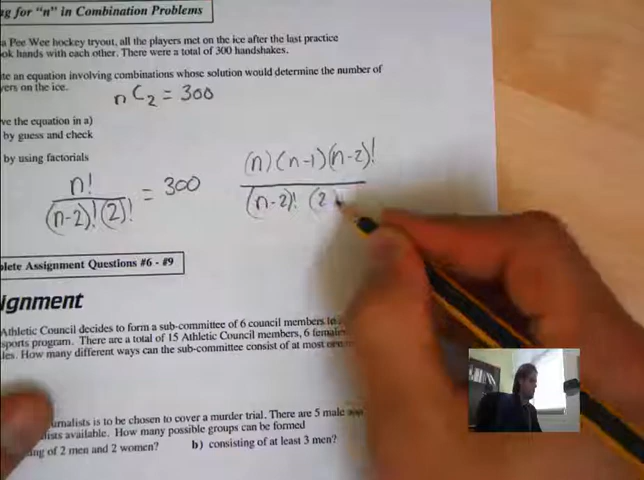 g for "n" in Combination Problems
a Pee Wee hockey tryout, all the players met on the ice after the last practice
ok hands with each other. There were a total of 300 handshakes.
te an equation involving combinations whose solution would determine the number of
yers on the ice.
nC2 = 300
ve the equation in a)
by guess and check
by using factorials
n! / (n-2)!(2)! = 300
(n)(n-1)(n-2)! / (n-2)! (2
lete Assignment Questions #6 - #9
ignment
Athletic Council decides to form a sub-committee of 6 council members to
sports program. There are a total of 15 Athletic Council members, 6 females
les. How many different ways can the sub-committee consist of at most one
urnalists is to be chosen to cover a murder trial. There are 5 male
lists available. How many possible groups can be formed
ng of 2 men and 2 women? b) consisting of at least 3 men?